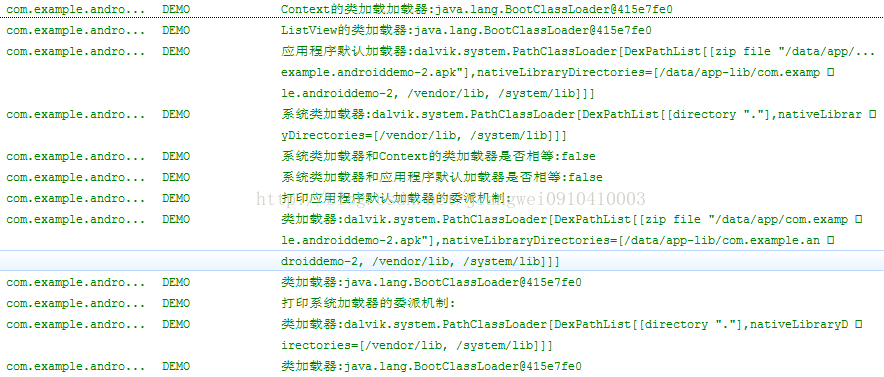 com.example.andro... DEMO Context的类加载加载器:java.lang.BootClassLoader@415e7fe0
com.example.andro... DEMO ListView的类加载器:java.lang.BootClassLoader@415e7fe0
com.example.andro... DEMO 应用程序默认加载器:dalvik.system.PathClassLoader[DexPathList[[zip file "/data/app/...
example.androiddemo-2.apk"],nativeLibraryDirectories=[/data/app-lib/com.examp
le.androiddemo-2, /vendor/lib, /system/lib]]]
com.example.andro... DEMO 系统类加载器:dalvik.system.PathClassLoader[DexPathList[[directory "."],nativeLibrar
yDirectories=[/vendor/lib, /system/lib]]]
com.example.andro... DEMO 系统类加载器和Context的类加载器是否相等:false
com.example.andro... DEMO 系统类加载器和应用程序默认加载器是否相等:false
com.example.andro... DEMO 打印应用程序默认加载器的委派机制:
com.example.andro... DEMO 类加载器:dalvik.system.PathClassLoader[DexPathList[[zip file "/data/app/com.examp
le.androiddemo-2.apk"],nativeLibraryDirectories=[/data/app-lib/com.example.an
droiddemo-2, /vendor/lib, /system/lib]]]
com.example.andro... DEMO 类加载器:java.lang.BootClassLoader@415e7fe0
com.example.andro... DEMO 打印系统加载器的委派机制:
com.example.andro... DEMO 类加载器:dalvik.system.PathClassLoader[DexPathList[[directory "."],nativeLibraryD
irectories=[/vendor/lib, /system/lib]]]
com.example.andro... DEMO 类加载器:java.lang.BootClassLoader@415e7fe0